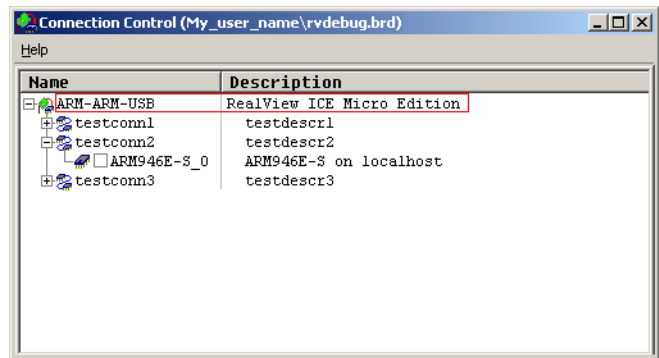 Connection Control (My_user_name\rvdebug.brd)
Help
Name Description
ARM-ARM-USB RealView ICE Micro Edition
testconn1 testdescr1
testconn2 testdescr2
ARM946E-S_0 ARM946E-S on localhost
testconn3 testdescr3